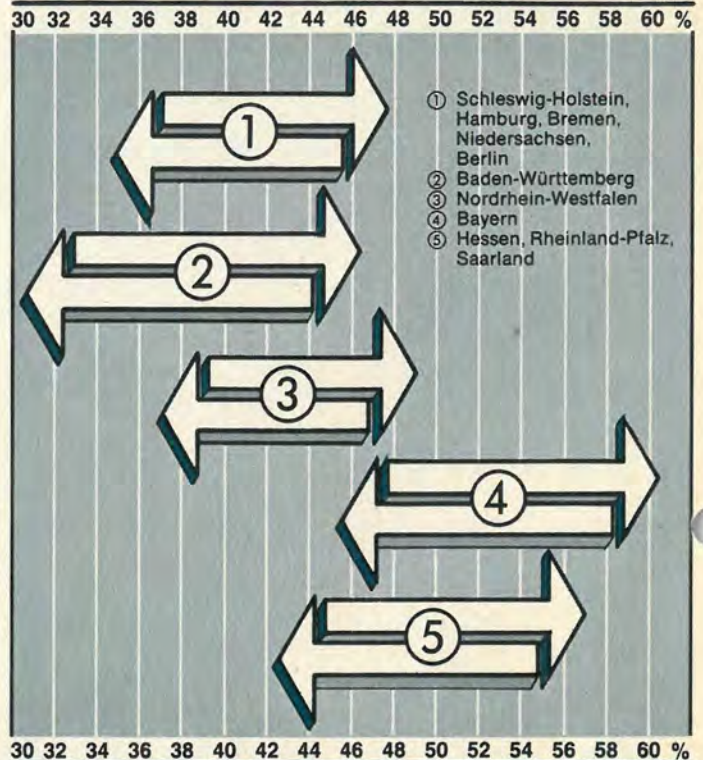 30 32 34 36 38 40 42 44 46 48 50 52 54 56 58 60 %
① Schleswig-Holstein,
Hamburg, Bremen,
Niedersachsen,
Berlin
② Baden-Württemberg
③ Nordrhein-Westfalen
④ Bayern
⑤ Hessen, Rheinland-Pfalz,
Saarland
①
②
③
④
⑤
30 32 34 36 38 40 42 44 46 48 50 52 54 56 58 60 %